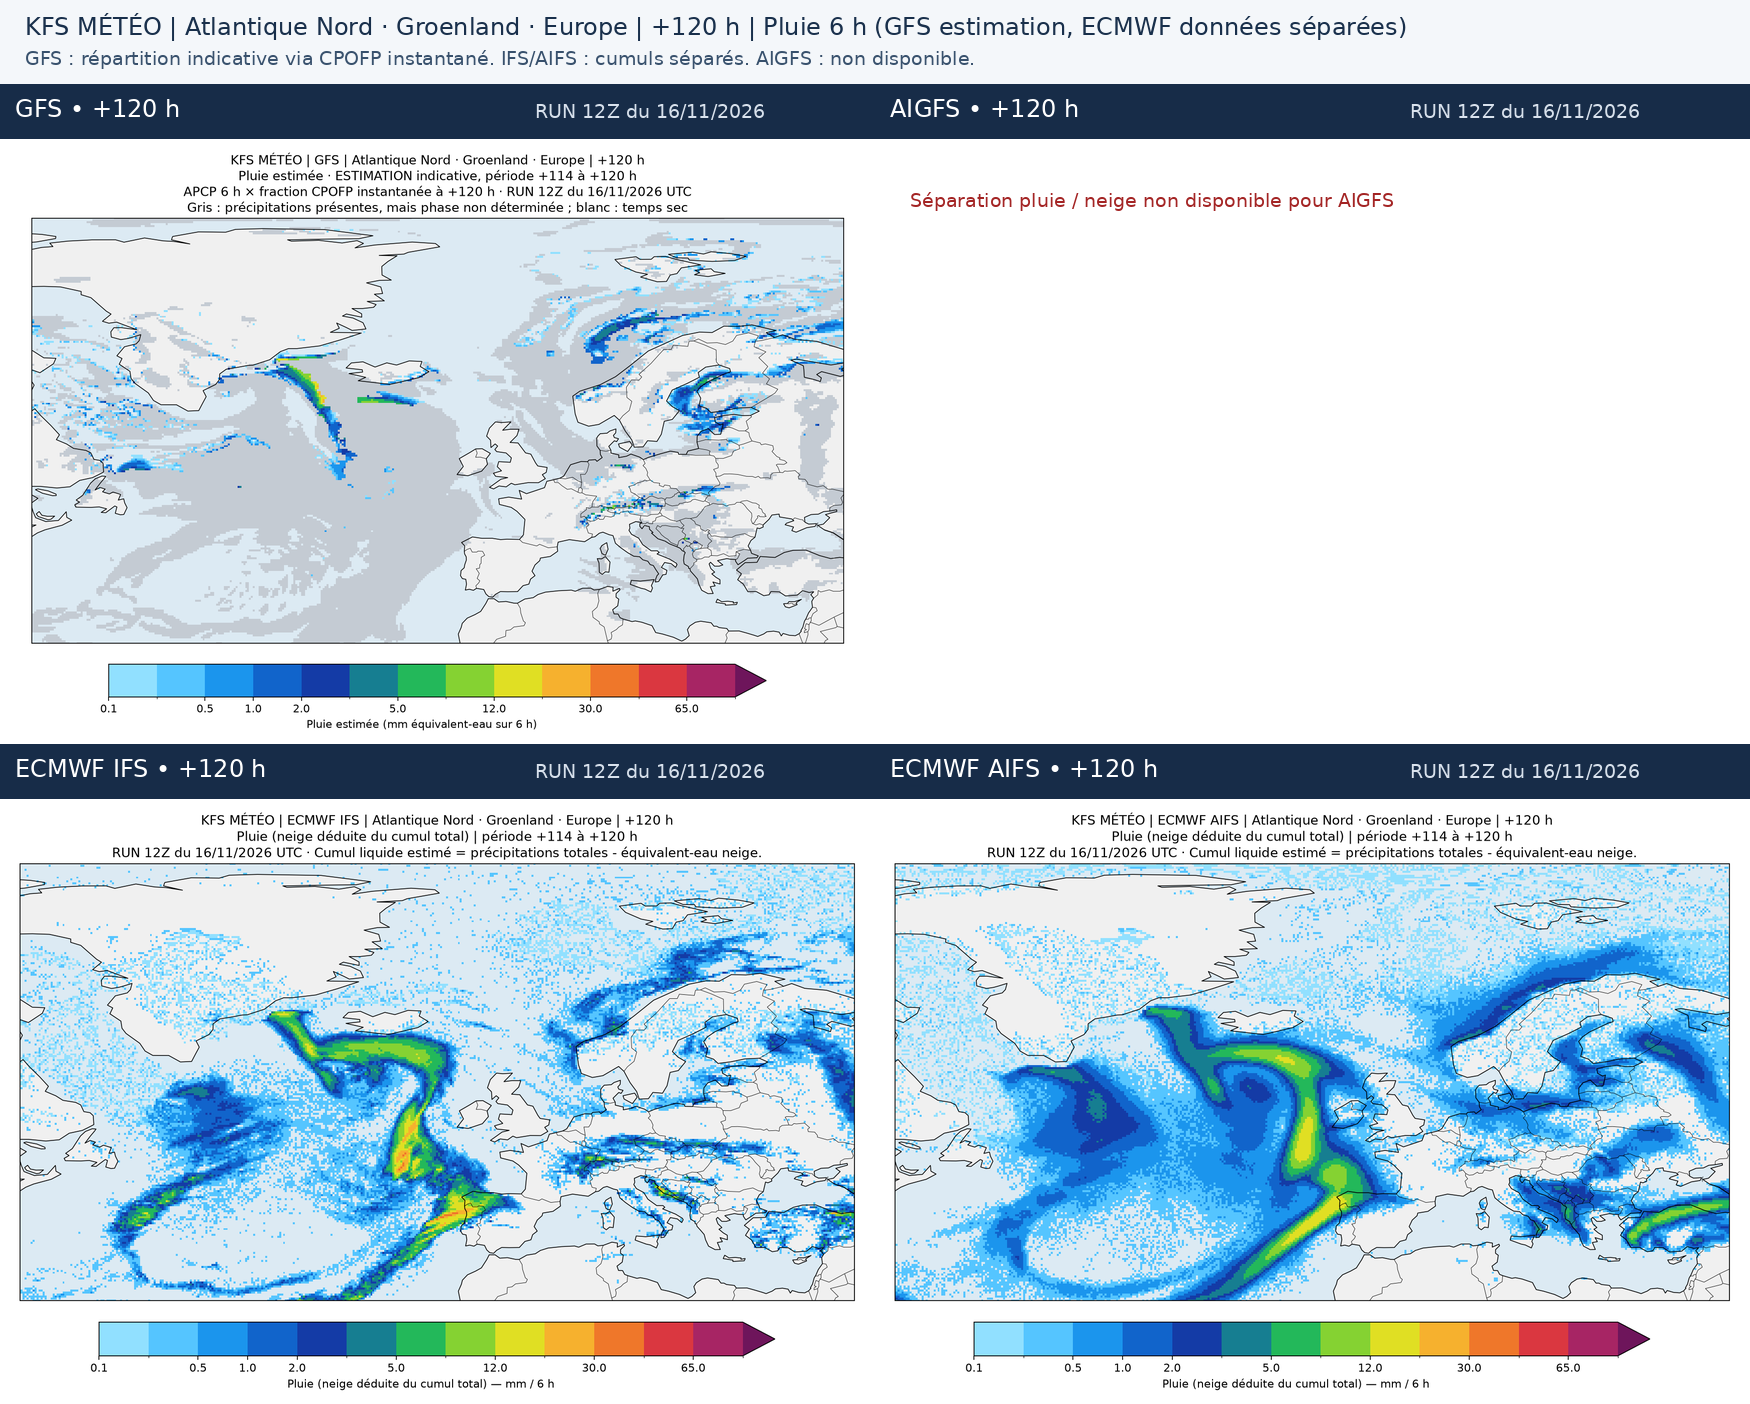 KFS MÉTÉO | Atlantique Nord · Groenland · Europe | +120 h | Pluie 6 h (GFS estimation, ECMWF données séparées)
GFS : répartition indicative via CPOFP instantané. IFS/AIFS : cumuls séparés. AIGFS : non disponible.
GFS • +120 h
RUN 12Z du 16/11/2026
AIGFS • +120 h
RUN 12Z du 16/11/2026
KFS MÉTÉO | GFS | Atlantique Nord · Groenland · Europe | +120 h
Pluie estimée · ESTIMATION indicative, période +114 à +120 h
APCP 6 h × fraction CPOFP instantanée à +120 h · RUN 12Z du 16/11/2026 UTC
Gris : précipitations présentes, mais phase non déterminée ; blanc : temps sec
Séparation pluie / neige non disponible pour AIGFS
0.1 0.5 1.0 2.0 5.0 12.0 30.0 65.0
Pluie estimée (mm équivalent-eau sur 6 h)
ECMWF IFS • +120 h
RUN 12Z du 16/11/2026
ECMWF AIFS • +120 h
RUN 12Z du 16/11/2026
KFS MÉTÉO | ECMWF IFS | Atlantique Nord · Groenland · Europe | +120 h
Pluie (neige déduite du cumul total) | période +114 à +120 h
RUN 12Z du 16/11/2026 UTC · Cumul liquide estimé = précipitations totales - équivalent-eau neige.
KFS MÉTÉO | ECMWF AIFS | Atlantique Nord · Groenland · Europe | +120 h
Pluie (neige déduite du cumul total) | période +114 à +120 h
RUN 12Z du 16/11/2026 UTC · Cumul liquide estimé = précipitations totales - équivalent-eau neige.
0.1 0.5 1.0 2.0 5.0 12.0 30.0 65.0
Pluie (neige déduite du cumul total) — mm / 6 h
0.1 0.5 1.0 2.0 5.0 12.0 30.0 65.0
Pluie (neige déduite du cumul total) — mm / 6 h